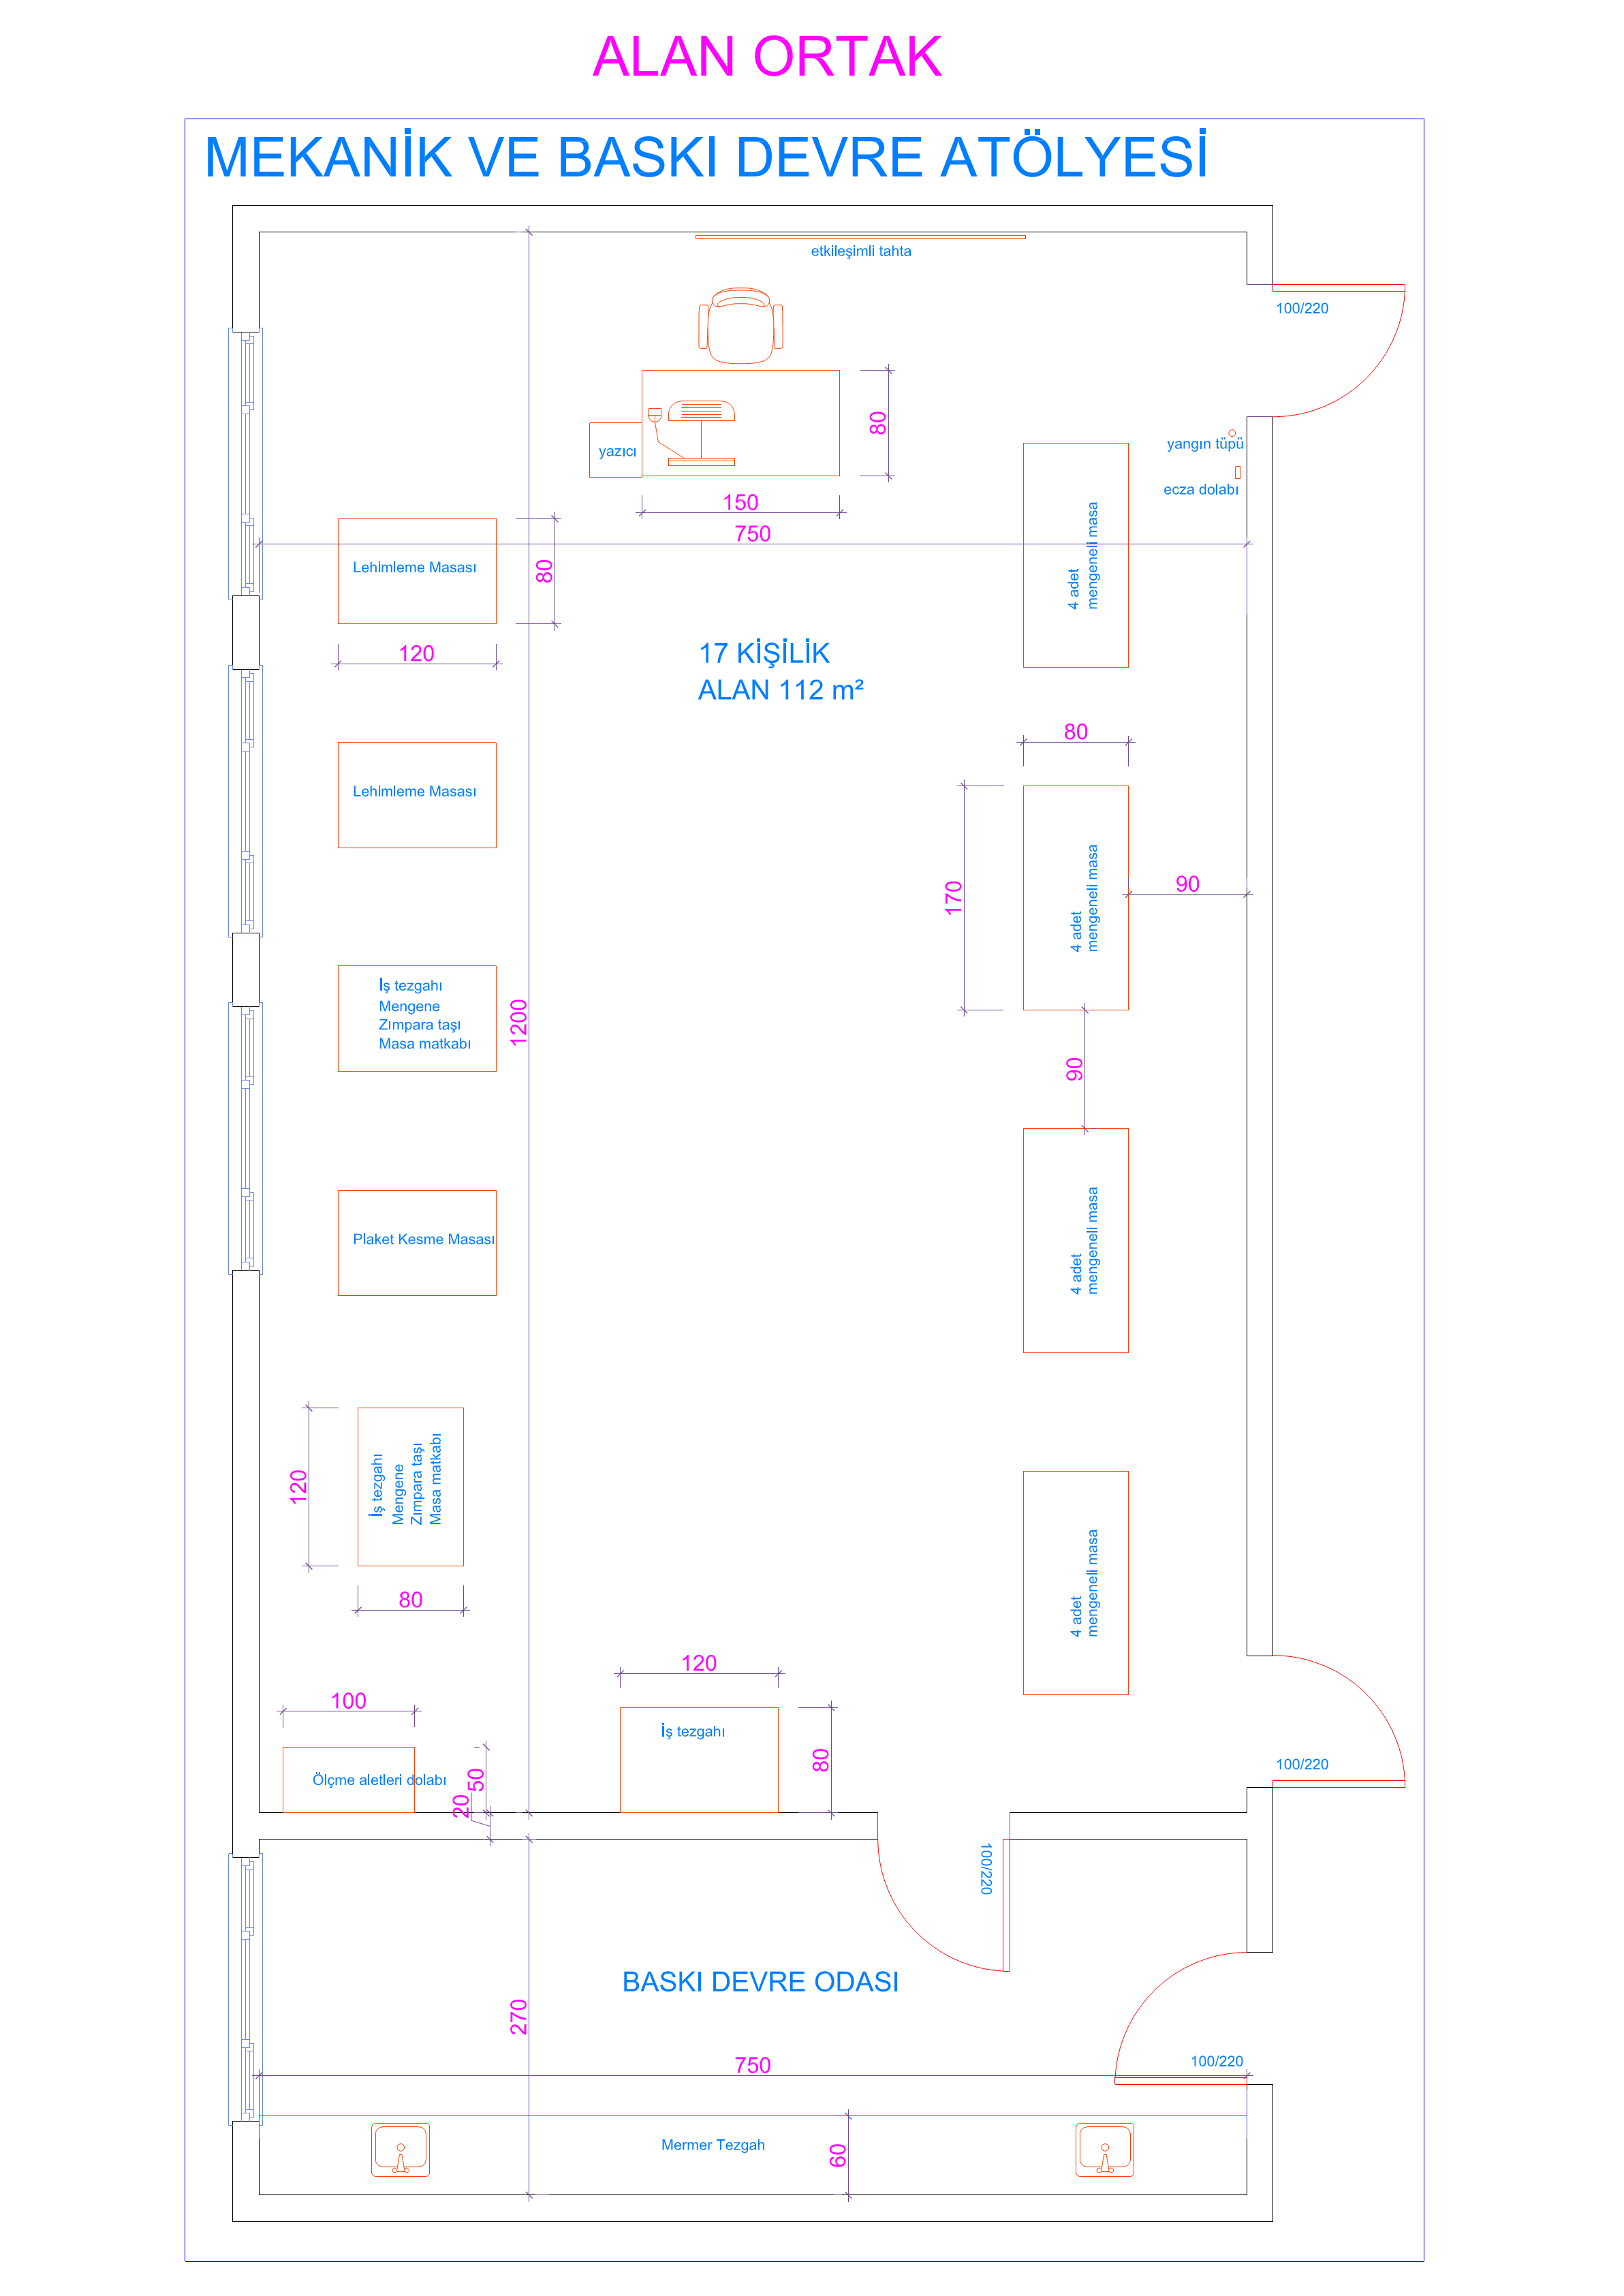 ALAN ORTAK
MEKANİK VE BASKI DEVRE ATÖLYESİ
etkileşimli tahta
100/220
80
yazıcı
yangın tüpü
ecza dolabı
150
750
4 adet
mengeneli masa
Lehimleme Masası
80
120
17 KİŞİLİK
ALAN 112 m²
80
Lehimleme Masası
170
4 adet
mengeneli masa
90
İş tezgahı
Mengene
Zımpara taşı
Masa matkabı
1200
90
Plaket Kesme Masası
4 adet
mengeneli masa
120
İş tezgahı
Mengene
Zımpara taşı
Masa matkabı
80
4 adet
mengeneli masa
120
100
İş tezgahı
80
Ölçme aletleri dolabı
50
20
100/220
100/220
BASKI DEVRE ODASI
270
750
100/220
Mermer Tezgah
60